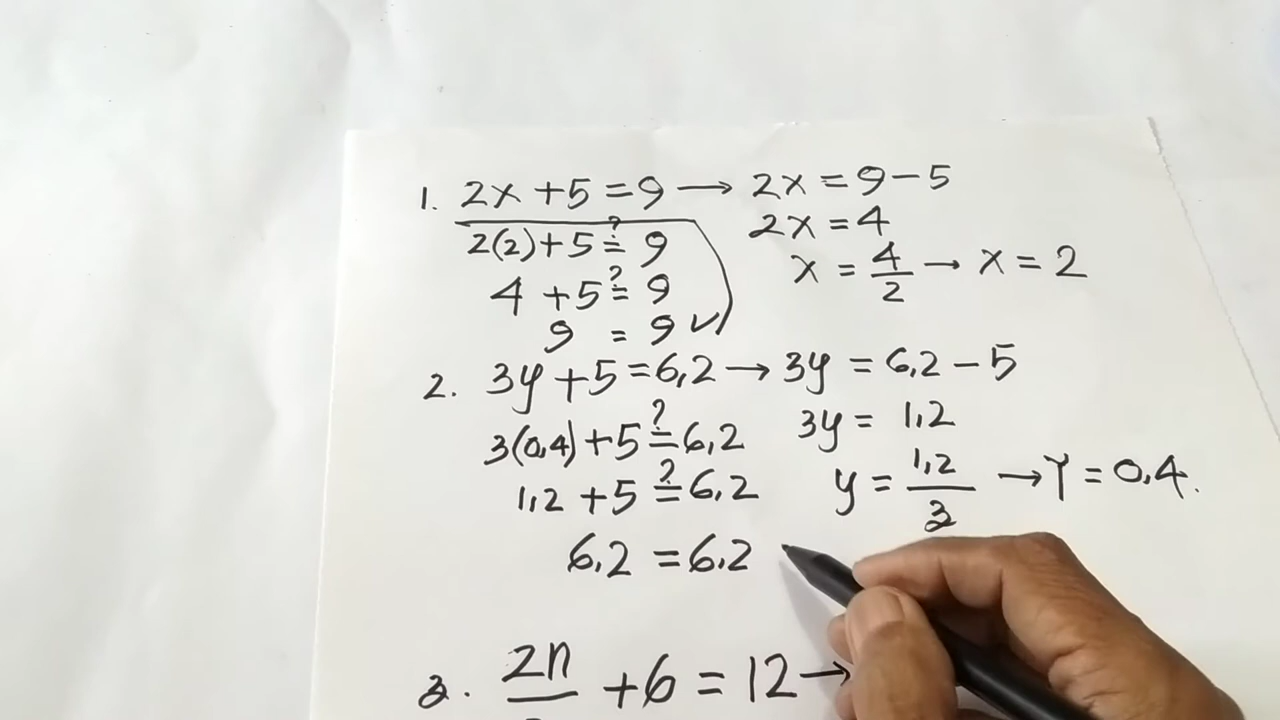 1. 2x + 5 = 9 → 2x = 9 - 5
2x = 4
2(2) + 5 ≟ 9
x = 4/2 → x = 2
4 + 5 ≟ 9
9 = 9 ✓
2. 3y + 5 = 6,2 → 3y = 6,2 - 5
3(0,4) + 5 ≟ 6,2
3y = 1,2
1,2 + 5 ≟ 6,2
y = 1,2/3 → Y = 0,4.
6,2 = 6,2
3. 2n + 6 = 12 →